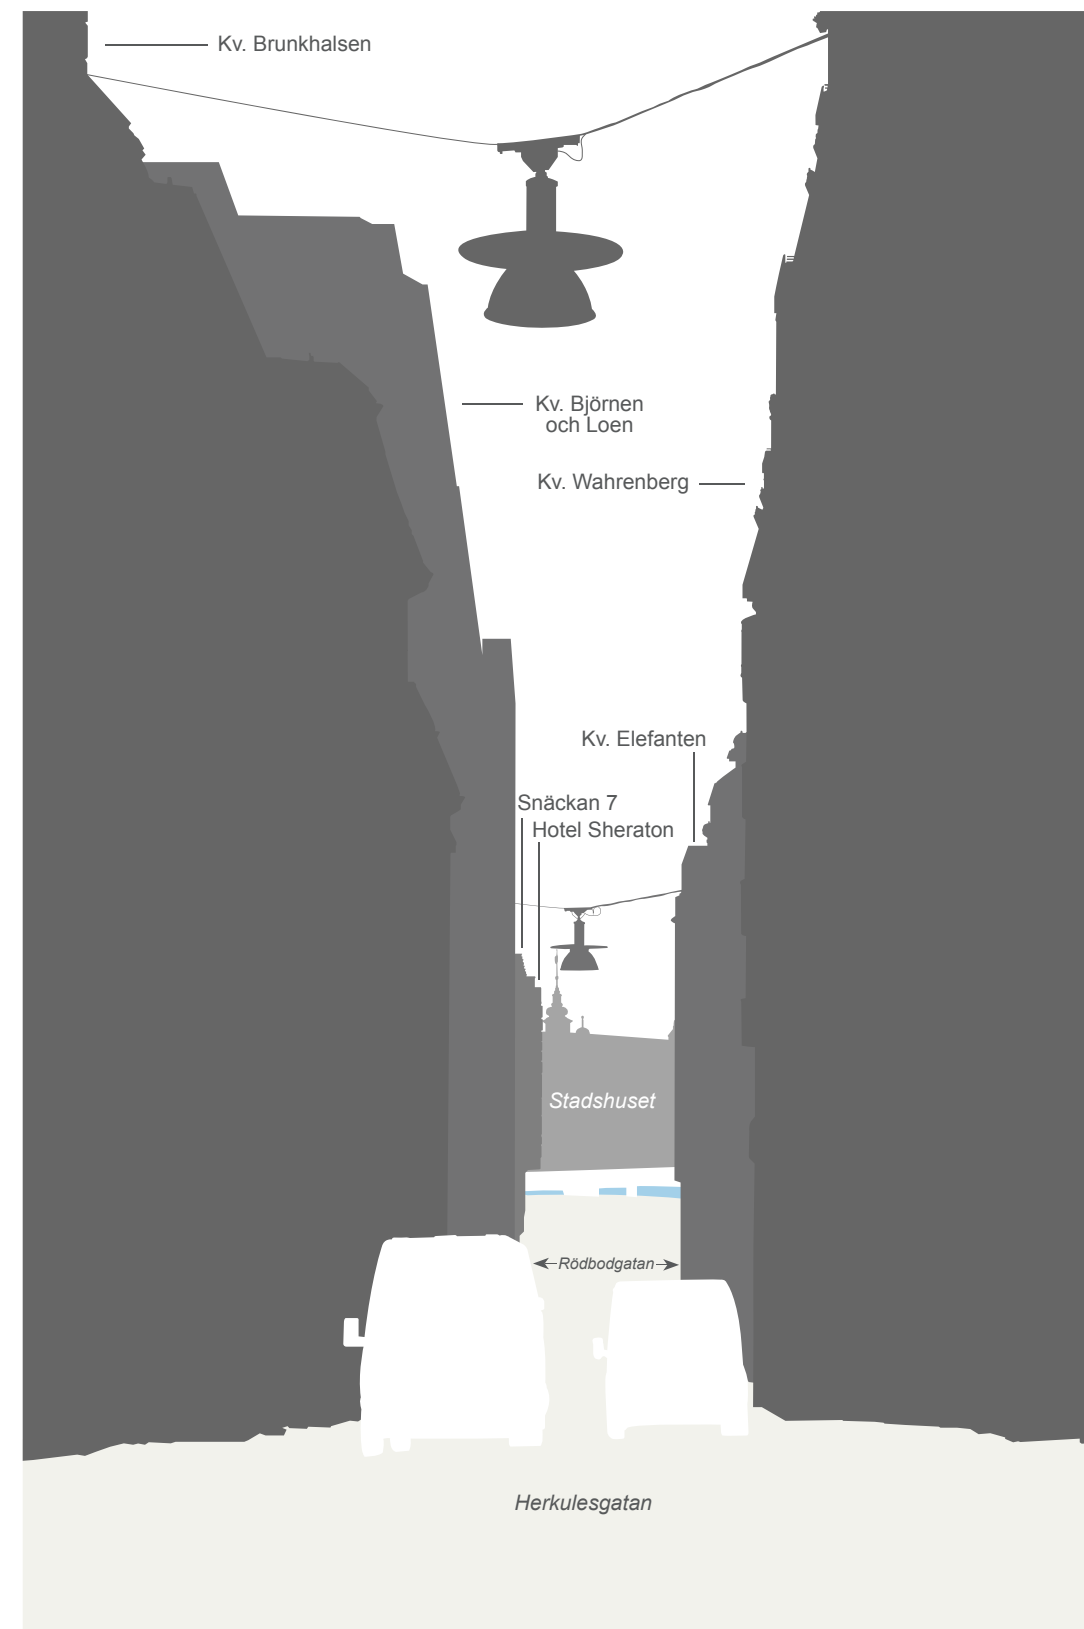 Kv. Brunkhalsen
Kv. Björnen
och Loen
Kv. Wahrenberg
Kv. Elefanten
Snäckan 7
Hotel Sheraton
Stadshuset
Rödbodgatan
Herkulesgatan